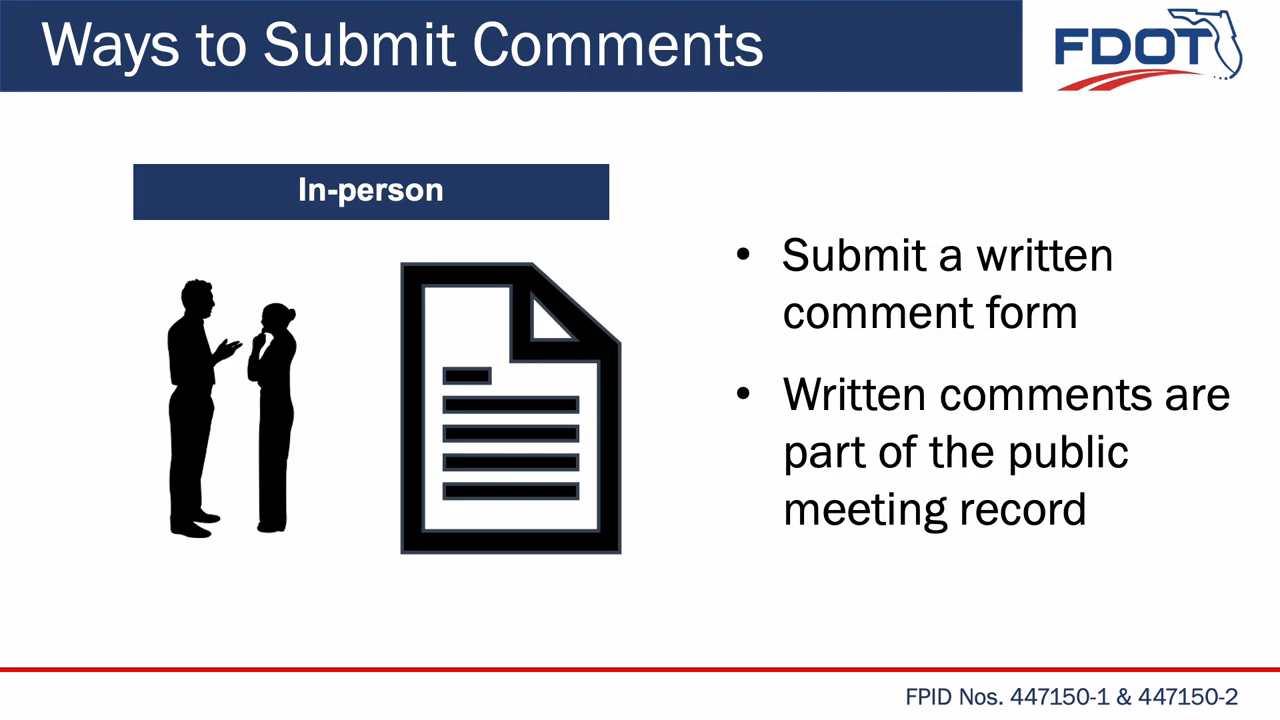 Ways to Submit Comments
FDOT
In-person
• Submit a written
comment form
• Written comments are
part of the public
meeting record
FPID Nos. 447150-1 & 447150-2